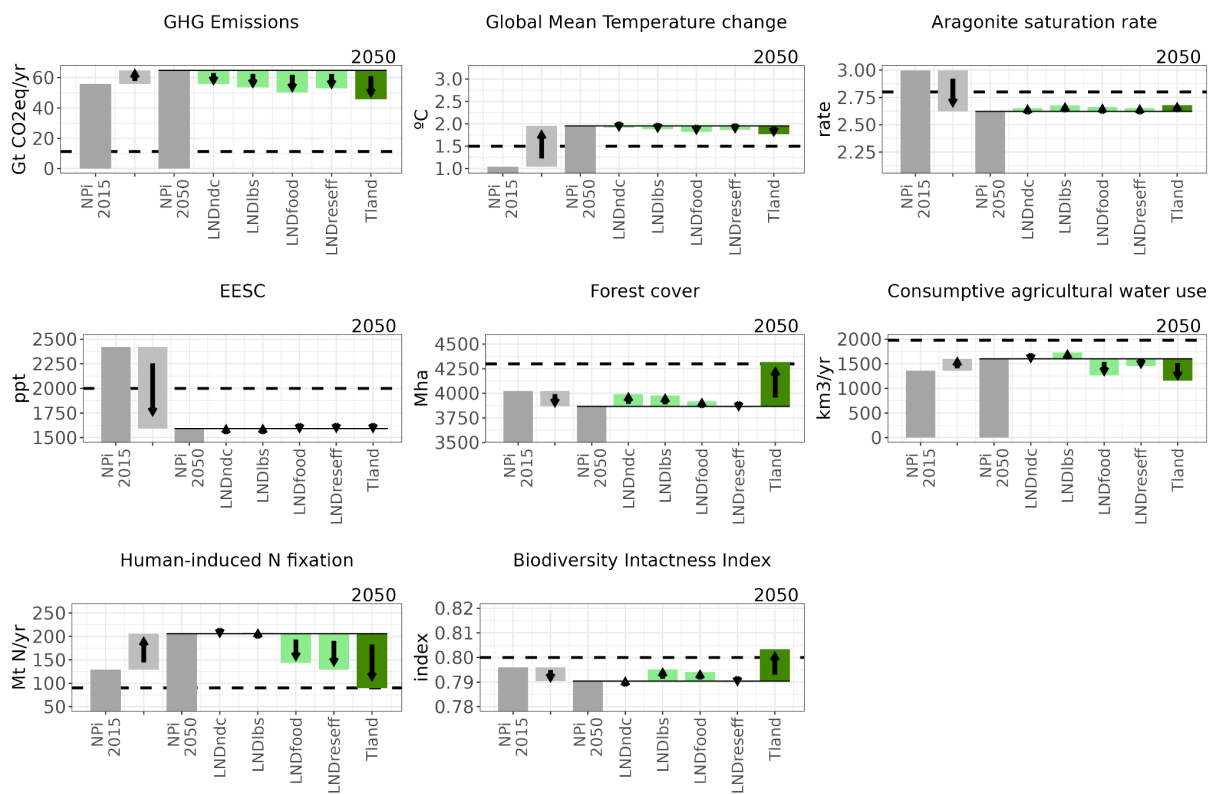 GHG Emissions
2050
Gt CO2eq/yr
60
40
20
0
NPi
2015
NPi
2050
LNDndc
LNDlbs
LNDfood
LNDreseff
Tland
Global Mean Temperature change
2050
ºC
3.0
2.5
2.0
1.5
1.0
NPi
2015
NPi
2050
LNDndc
LNDlbs
LNDfood
LNDreseff
Tland
Aragonite saturation rate
2050
rate
3.00
2.75
2.50
2.25
NPi
2015
NPi
2050
LNDndc
LNDlbs
LNDfood
LNDreseff
Tland
EESC
2050
ppt
2500
2250
2000
1750
1500
NPi
2015
NPi
2050
LNDndc
LNDlbs
LNDfood
LNDreseff
Tland
Forest cover
2050
Mha
4500
4250
4000
3750
3500
NPi
2015
NPi
2050
LNDndc
LNDlbs
LNDfood
LNDreseff
Tland
Consumptive agricultural water use
2050
km3/yr
2000
1500
1000
500
0
NPi
2015
NPi
2050
LNDndc
LNDlbs
LNDfood
LNDreseff
Tland
Human-induced N fixation
2050
Mt N/yr
250
200
150
100
50
NPi
2015
NPi
2050
LNDndc
LNDlbs
LNDfood
LNDreseff
Tland
Biodiversity Intactness Index
2050
index
0.82
0.81
0.80
0.79
0.78
NPi
2015
NPi
2050
LNDndc
LNDlbs
LNDfood
LNDreseff
Tland